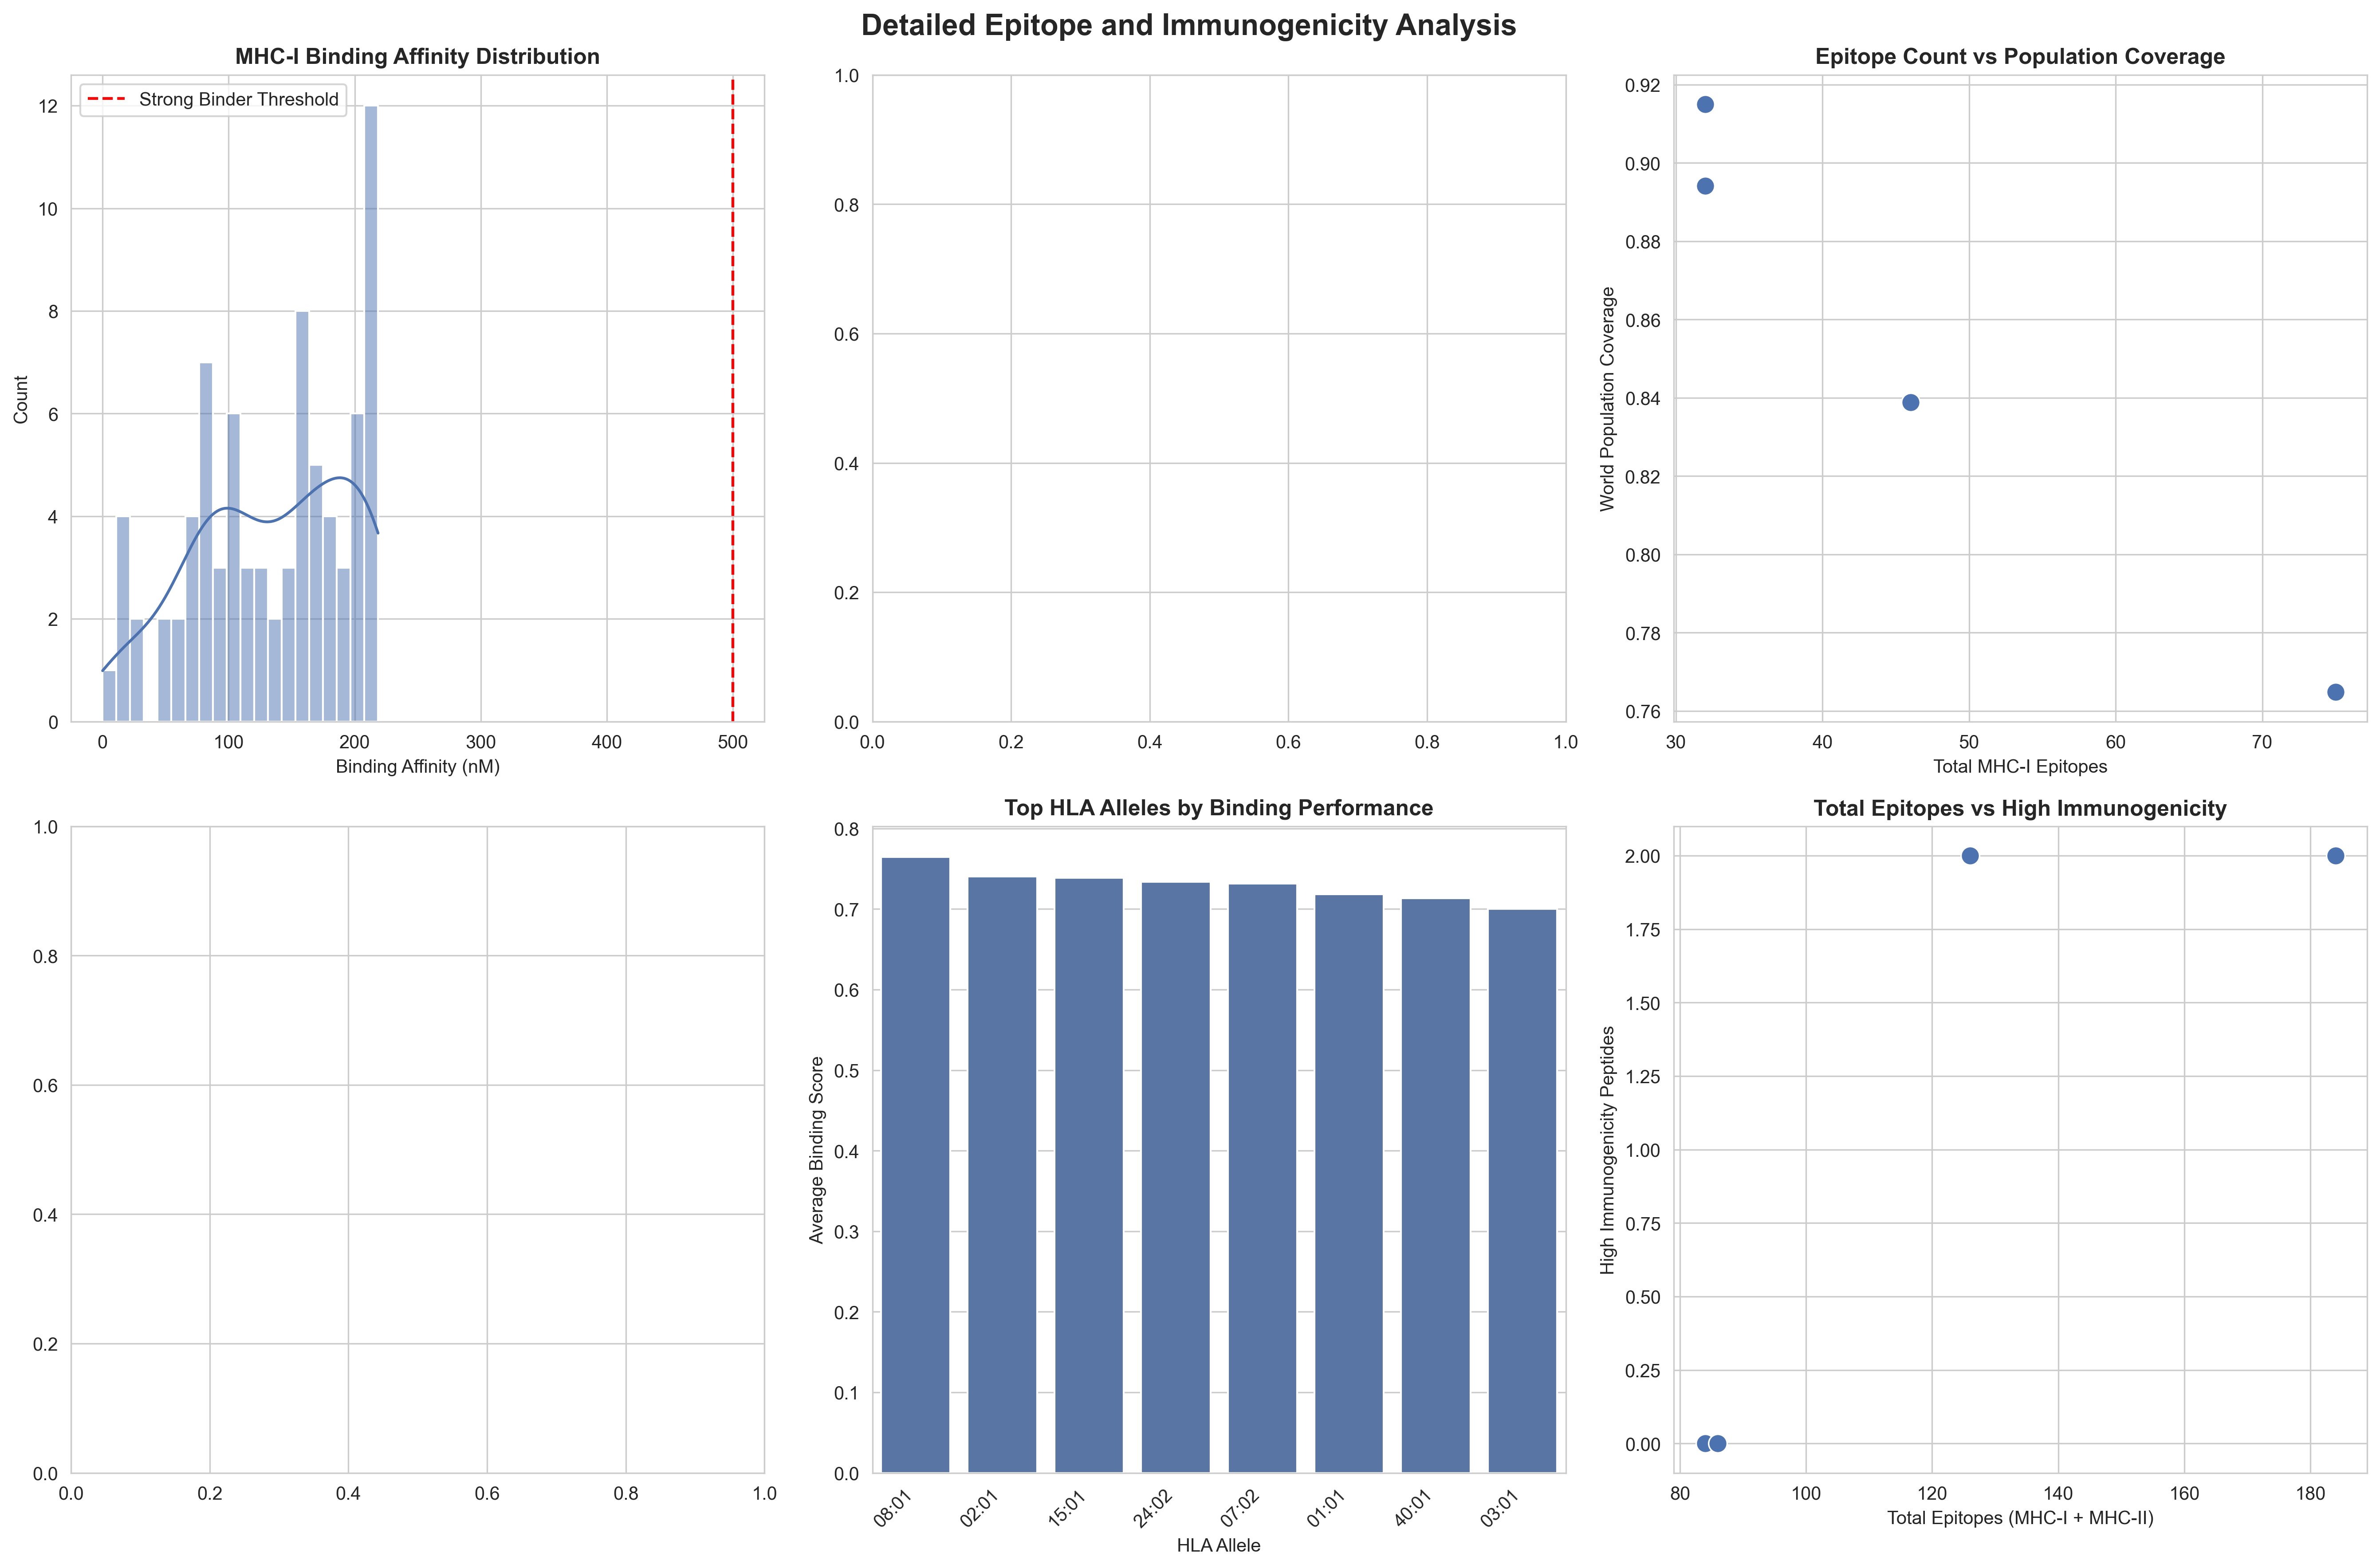 Detailed Epitope and Immunogenicity Analysis
MHC-I Binding Affinity Distribution
Strong Binder Threshold
12
10
8
6
4
2
0
Count
0 100 200 300 400 500
Binding Affinity (nM)
1.0
0.8
0.6
0.4
0.2
0.0
0.0 0.2 0.4 0.6 0.8 1.0
Epitope Count vs Population Coverage
0.92
0.90
0.88
0.86
0.84
0.82
0.80
0.78
0.76
World Population Coverage
30 40 50 60 70
Total MHC-I Epitopes
1.0
0.8
0.6
0.4
0.2
0.0
0.0 0.2 0.4 0.6 0.8 1.0
Top HLA Alleles by Binding Performance
0.8
0.7
0.6
0.5
0.4
0.3
0.2
0.1
0.0
Average Binding Score
08:01 02:01 15:01 24:02 07:02 01:01 40:01 03:01
HLA Allele
Total Epitopes vs High Immunogenicity
2.00
1.75
1.50
1.25
1.00
0.75
0.50
0.25
0.00
High Immunogenicity Peptides
80 100 120 140 160 180
Total Epitopes (MHC-I + MHC-II)